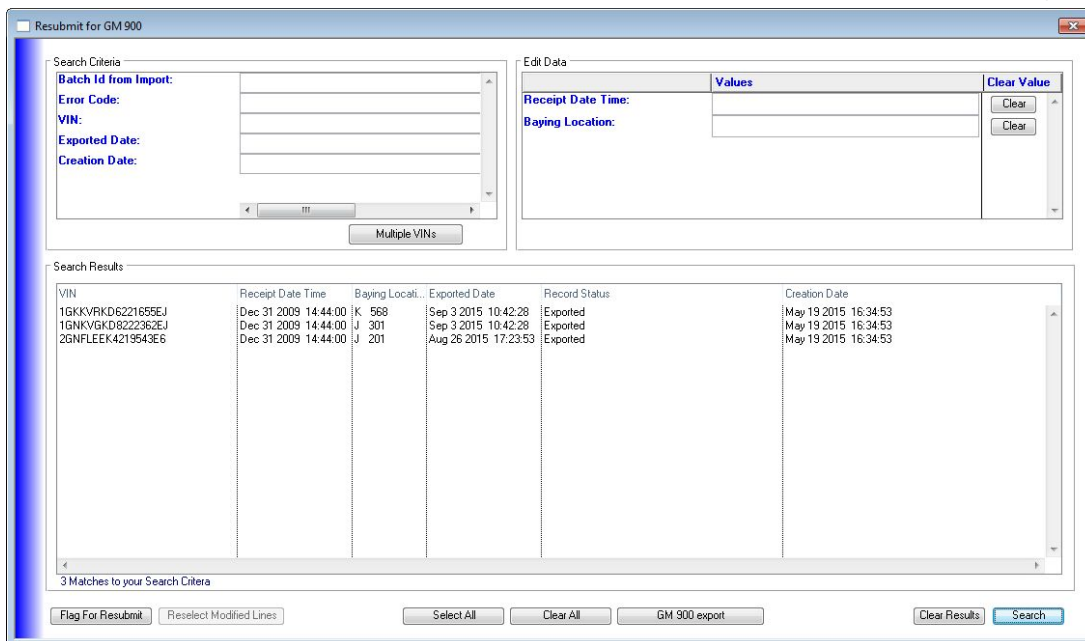 Resubmit for GM 900
Search Criteria
Batch Id from Import:
Error Code:
VIN:
Exported Date:
Creation Date:
Multiple VINs
Edit Data
Values Clear Value
Receipt Date Time: Clear
Baying Location: Clear
Search Results
VIN Receipt Date Time Baying Locati... Exported Date Record Status Creation Date
1GKKVRKD6221655EJ Dec 31 2009 14:44:00 K 568 Sep 3 2015 10:42:28 Exported May 19 2015 16:34:53
1GNKVGKD8222362EJ Dec 31 2009 14:44:00 J 301 Sep 3 2015 10:42:28 Exported May 19 2015 16:34:53
2GNFLEEK4219543E6 Dec 31 2009 14:44:00 J 201 Aug 26 2015 17:23:53 Exported May 19 2015 16:34:53
3 Matches to your Search Critera
Flag For Resubmit Reselect Modified Lines Select All Clear All GM 900 export Clear Results Search